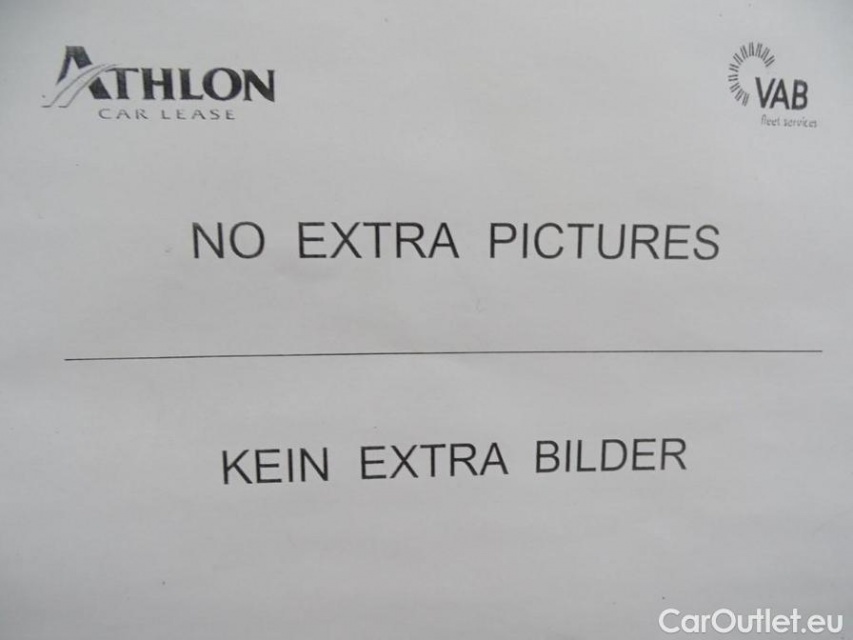 ATHLON
CAR LEASE
VAB
fleet services
NO EXTRA PICTURES
KEIN EXTRA BILDER
CarOutlet.eu